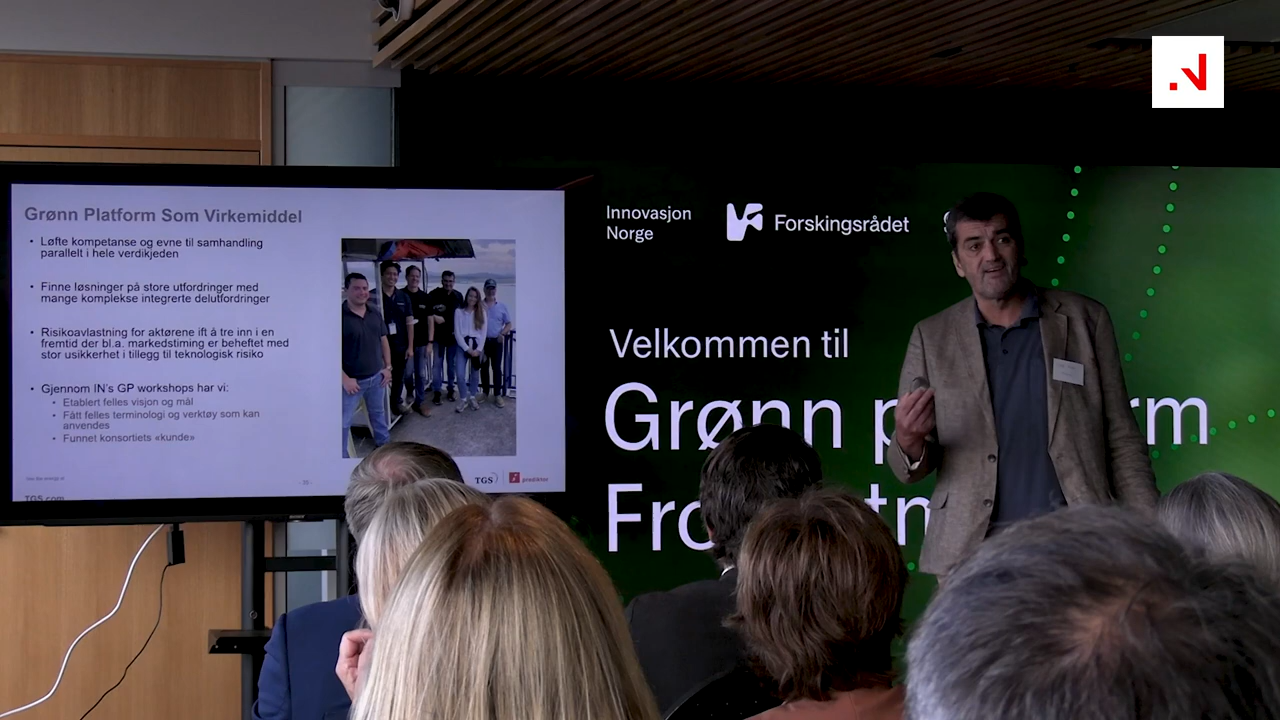 Grønn Platform Som Virkemiddel
• Løfte kompetanse og evne til samhandling
parallelt i hele verdikjeden
• Finne løsninger på store utfordringer med
mange komplekse integrerte delutfordringer
• Risikoavlastning for aktørene ift å tre inn i en
fremtid der bl.a. markedstiming er beheftet med
stor usikkerhet i tillegg til teknologisk risiko
• Gjennom IN's GP workshops har vi:
• Etablert felles visjon og mål
• Fått felles terminologi og verktøy som kan
anvendes
• Funnet konsortiets «kunde»
TGS
prediktor
TGS.com
Innovasjon
Norge
Forskningsrådet
Velkommen til
Grønn p rm
Fro tn